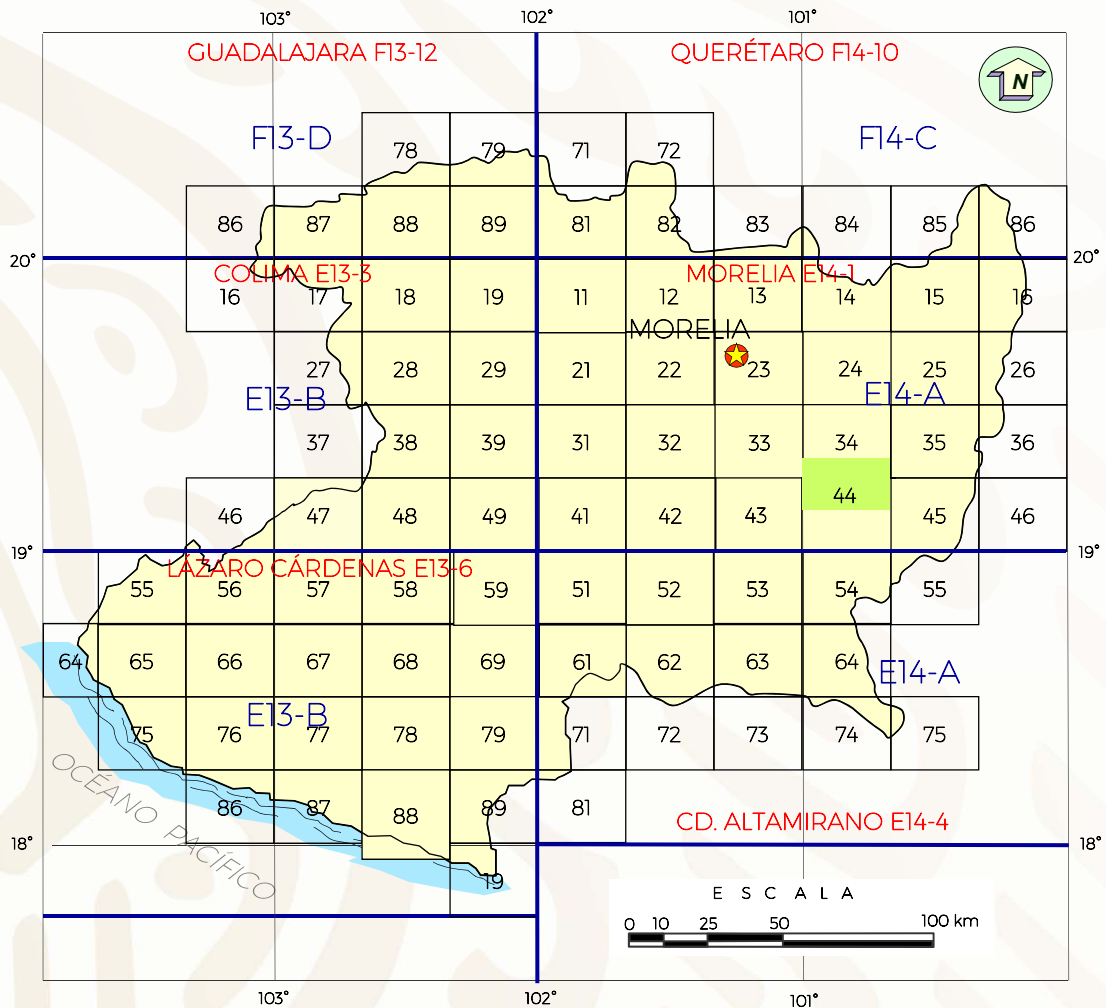 103° 102° 101°
GUADALAJARA F13-12 QUERÉTARO F14-10
N
F13-D F14-C
78 79 71 72
86 87 88 89 81 82 83 84 85 86
20° 20°
COLIMA E13-3 MORELIA E14-1
16 17 18 19 11 12 13 14 15 16
MORELIA
27 28 29 21 22 23 24 25 26
E13-B E14-A
37 38 39 31 32 33 34 35 36
44
46 47 48 49 41 42 43 45 46
19° 19°
LÁZARO CÁRDENAS E13-6
55 56 57 58 59 51 52 53 54 55
64 65 66 67 68 69 61 62 63 64
E14-A
E13-B
75 76 77 78 79 71 72 73 74 75
OCÉANO PACÍFICO
86 87 88 89 81
CD. ALTAMIRANO E14-4
18° 18°
19
E S C A L A
0 10 25 50 100 km
103° 102° 101°